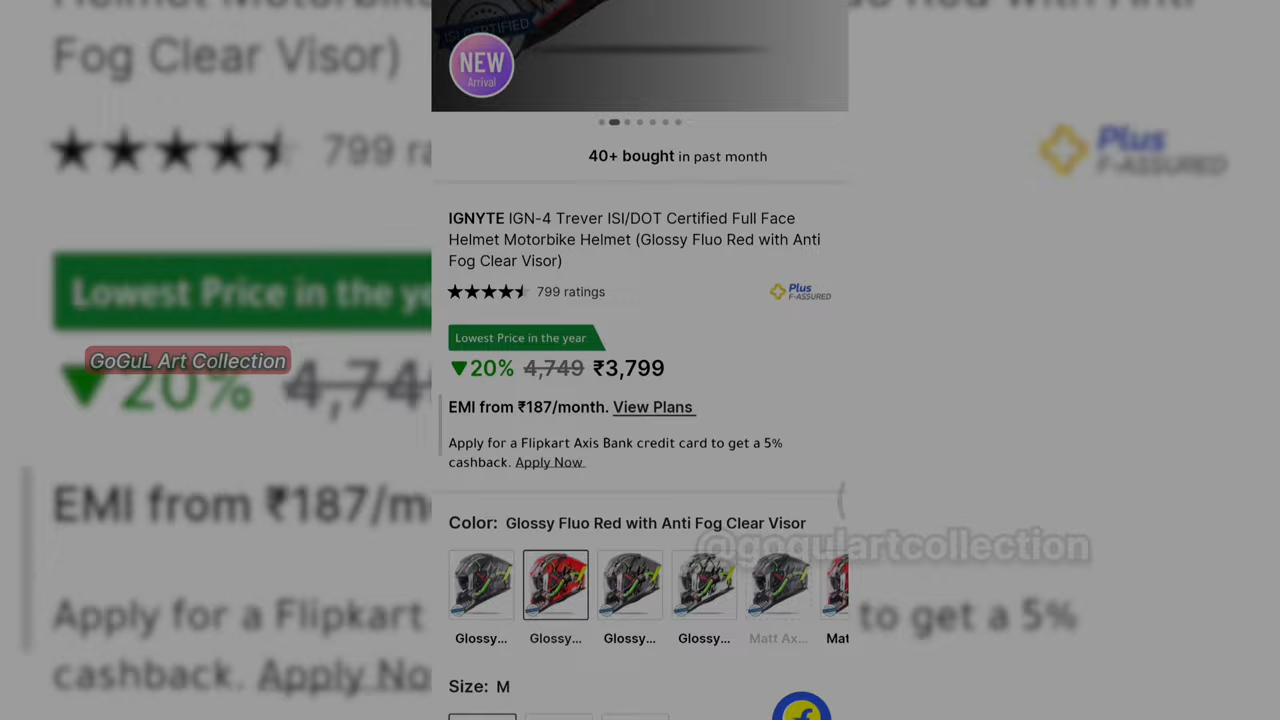 Fog Clear Visor)
799 ra
Plus
F-ASSURED
Lowest Price in the ye
20% 4,74
EMI from ₹187/m
Apply for a Flipkart
to get a 5%
cashback. Apply No
GoGuL Art Collection
ISI CERTIFIED
NEW
Arrival
40+ bought in past month
IGNYTE IGN-4 Trever ISI/DOT Certified Full Face
Helmet Motorbike Helmet (Glossy Fluo Red with Anti
Fog Clear Visor)
799 ratings
Plus
F-ASSURED
Lowest Price in the year
20% 4,749 ₹3,799
EMI from ₹187/month. View Plans
Apply for a Flipkart Axis Bank credit card to get a 5%
cashback. Apply Now
Color: Glossy Fluo Red with Anti Fog Clear Visor
@gogulartcollection
Glossy... Glossy... Glossy... Glossy... Matt Ax... Mat
Size: M